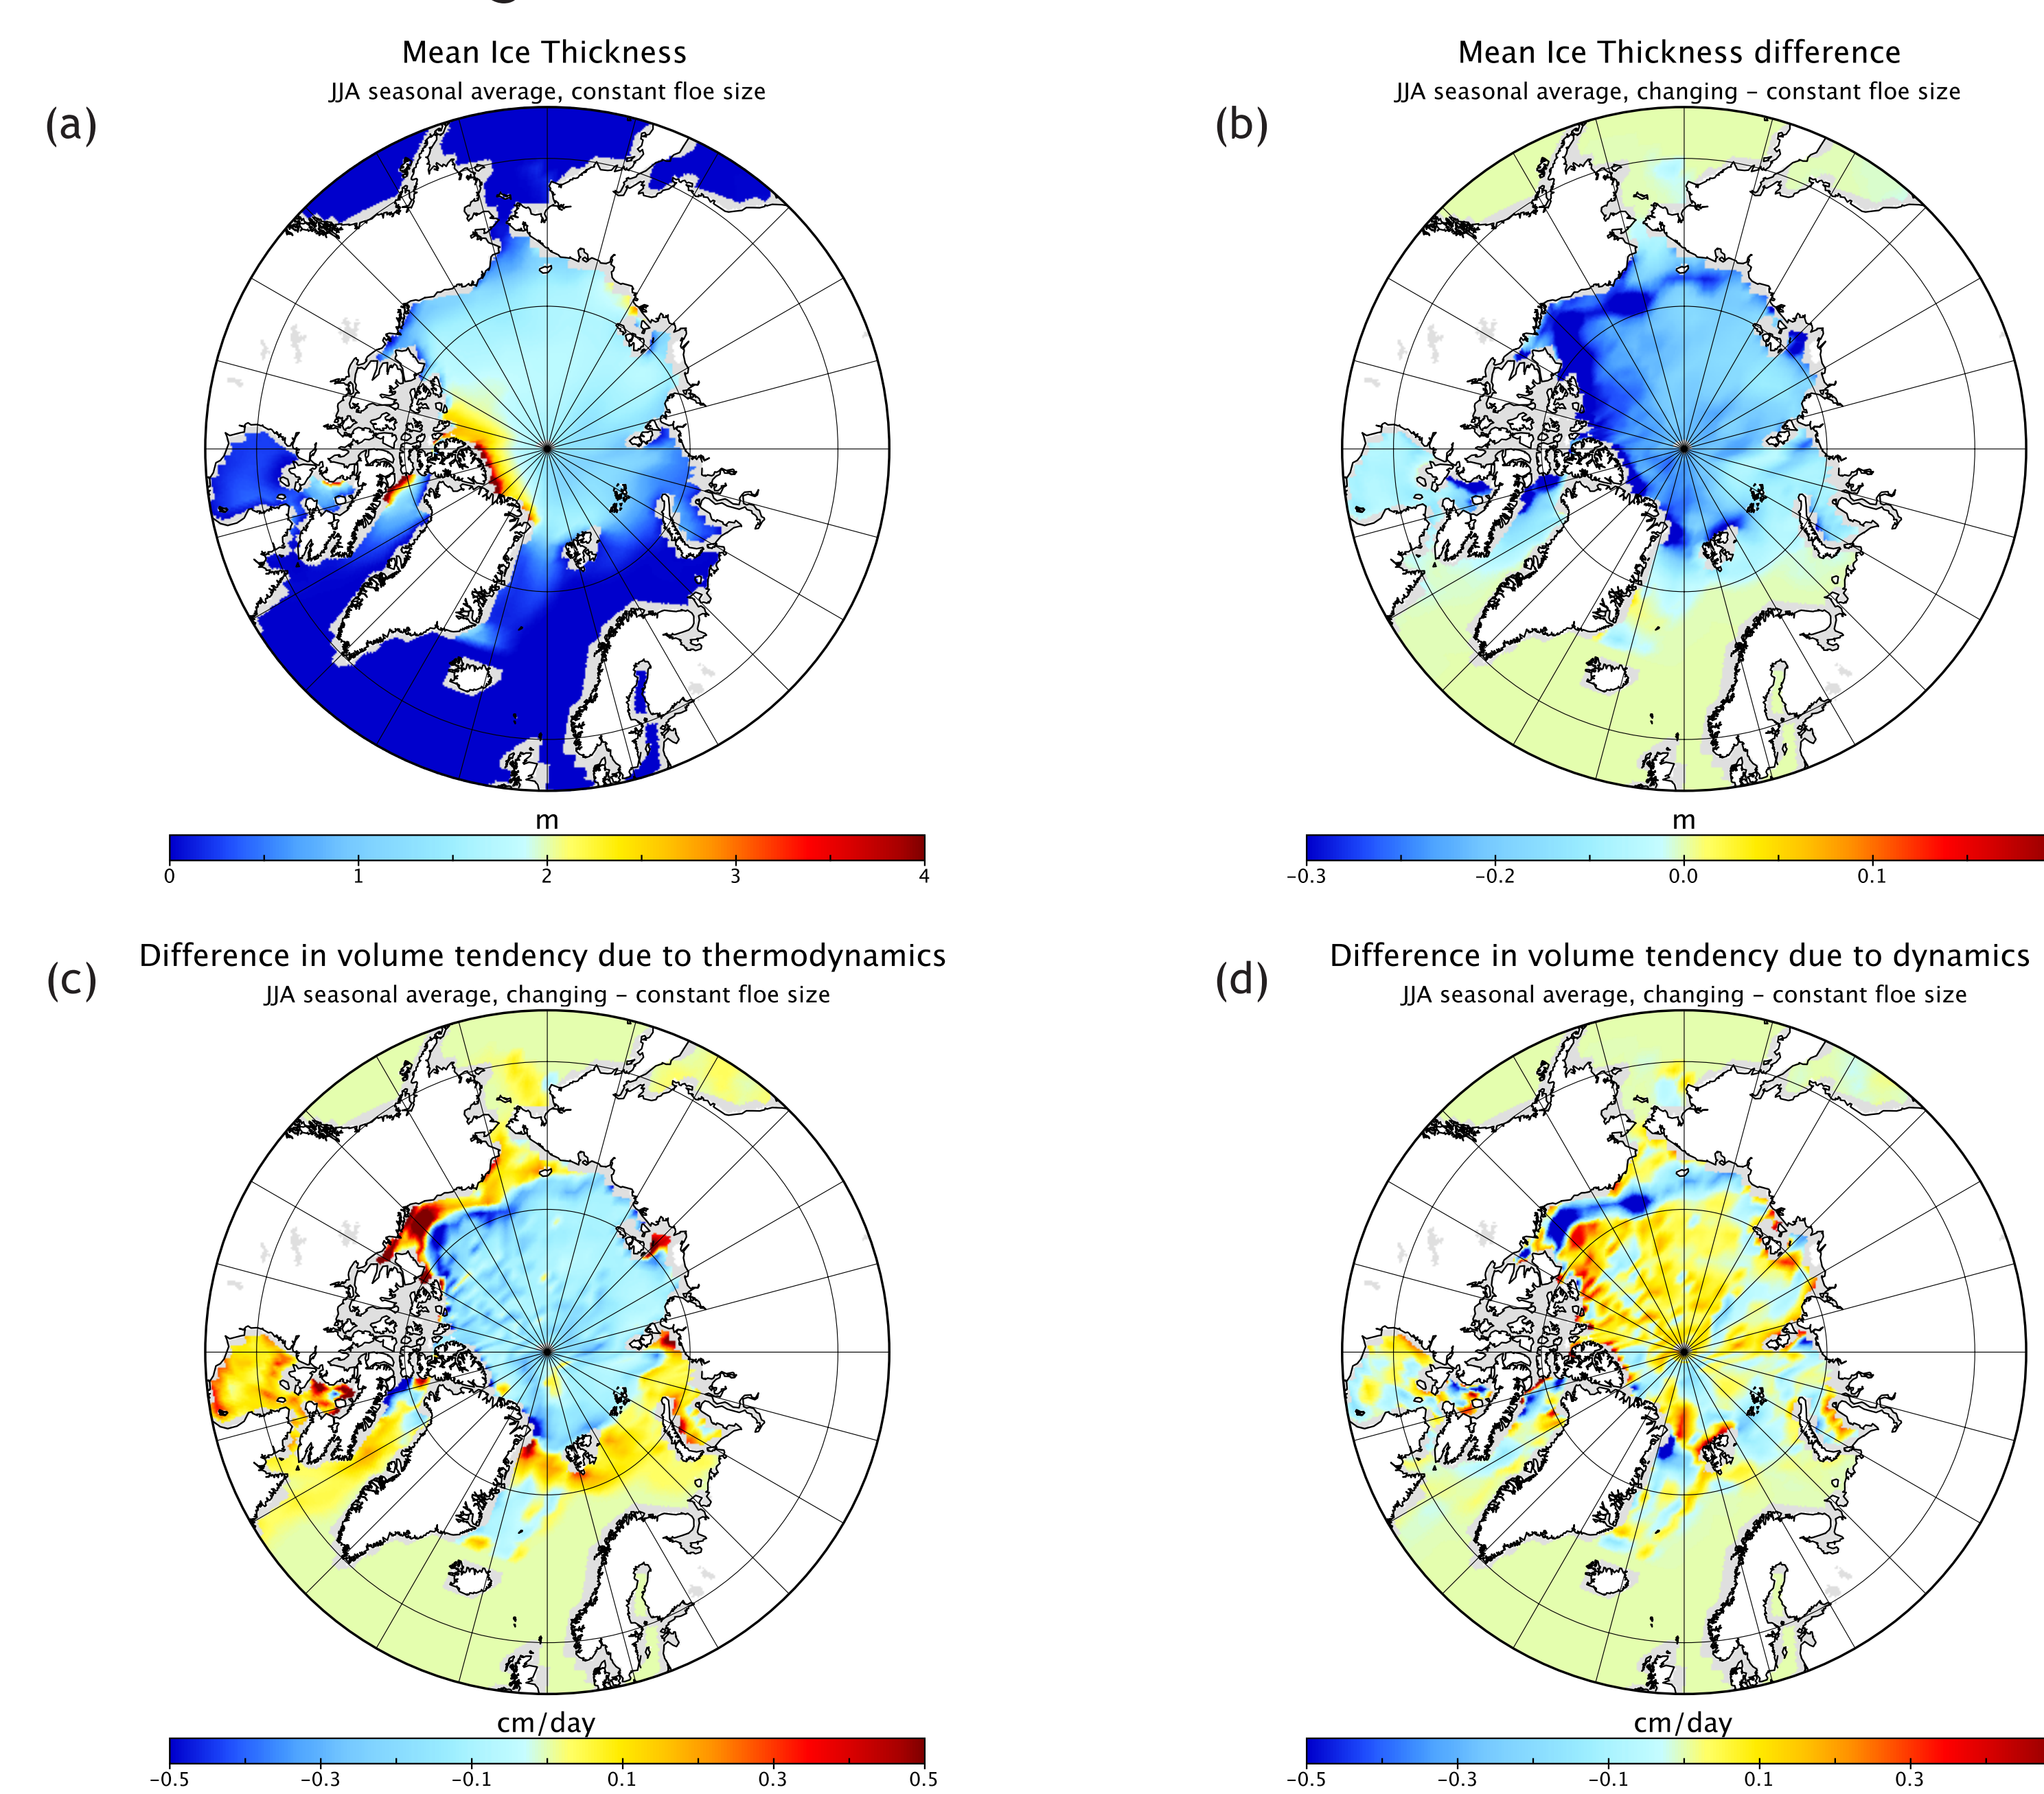 Mean Ice Thickness
JJA seasonal average, constant floe size
(a)
m
0 1 2 3 4
Mean Ice Thickness difference
JJA seasonal average, changing – constant floe size
(b)
m
−0.3 −0.2 0.0 0.1
Difference in volume tendency due to thermodynamics
JJA seasonal average, changing – constant floe size
(c)
cm/day
−0.5 −0.3 −0.1 0.1 0.3 0.5
Difference in volume tendency due to dynamics
JJA seasonal average, changing – constant floe size
(d)
cm/day
−0.5 −0.3 −0.1 0.1 0.3